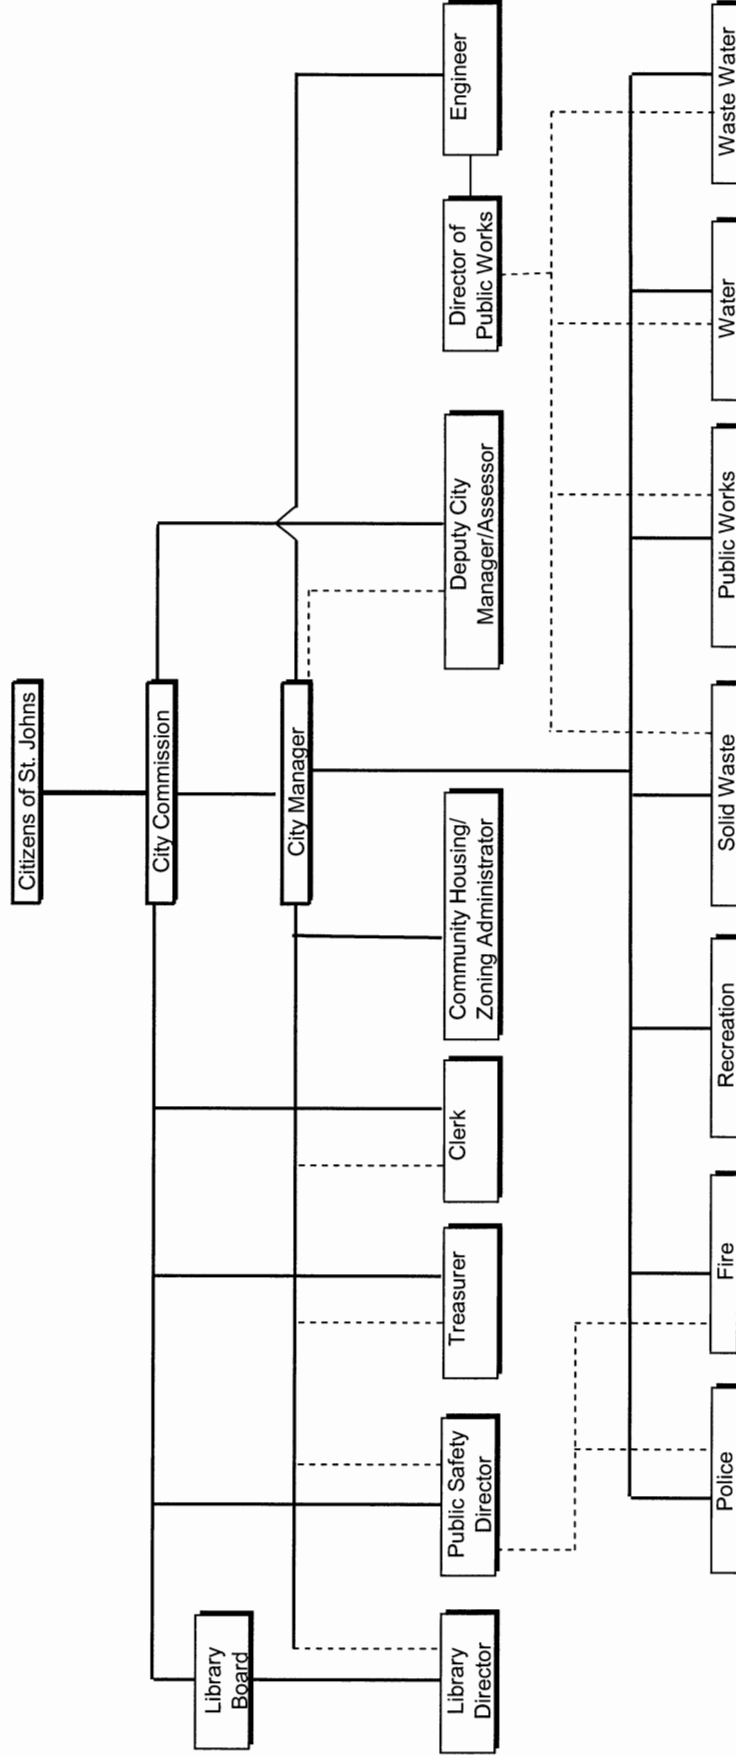 Citizens of St. Johns
City Commission
City Manager
Library
Board
Library
Director
Public Safety
Director
Treasurer
Clerk
Community Housing/
Zoning Administrator
Deputy City
Manager/Assessor
Director of
Public Works
Engineer
Police
Fire
Recreation
Solid Waste
Public Works
Water
Waste Water